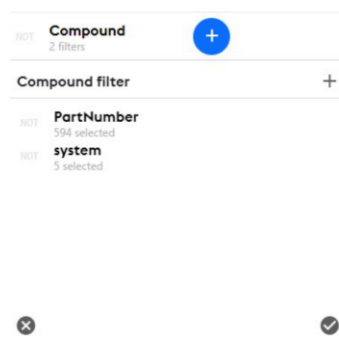 NOT Compound
2 filters
Compound filter
NOT PartNumber
594 selected
NOT system
5 selected